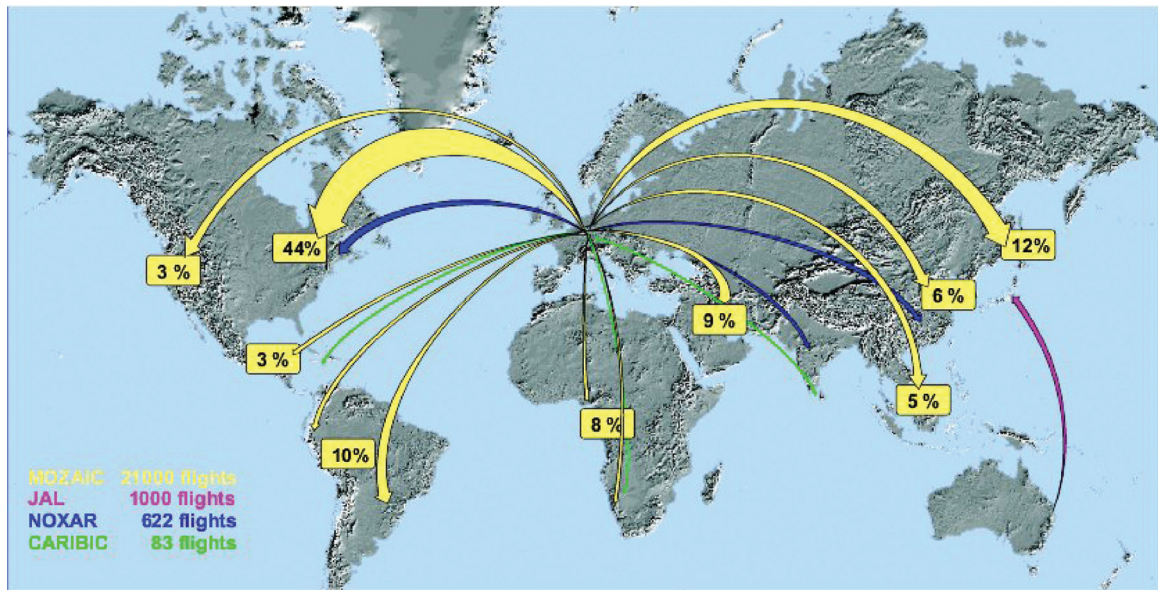 44%
12%
3 %
6 %
9 %
3 %
5 %
8 %
10%
MOZAIC 21000 flights
JAL 1000 flights
NOXAR 622 flights
CARIBIC 83 flights